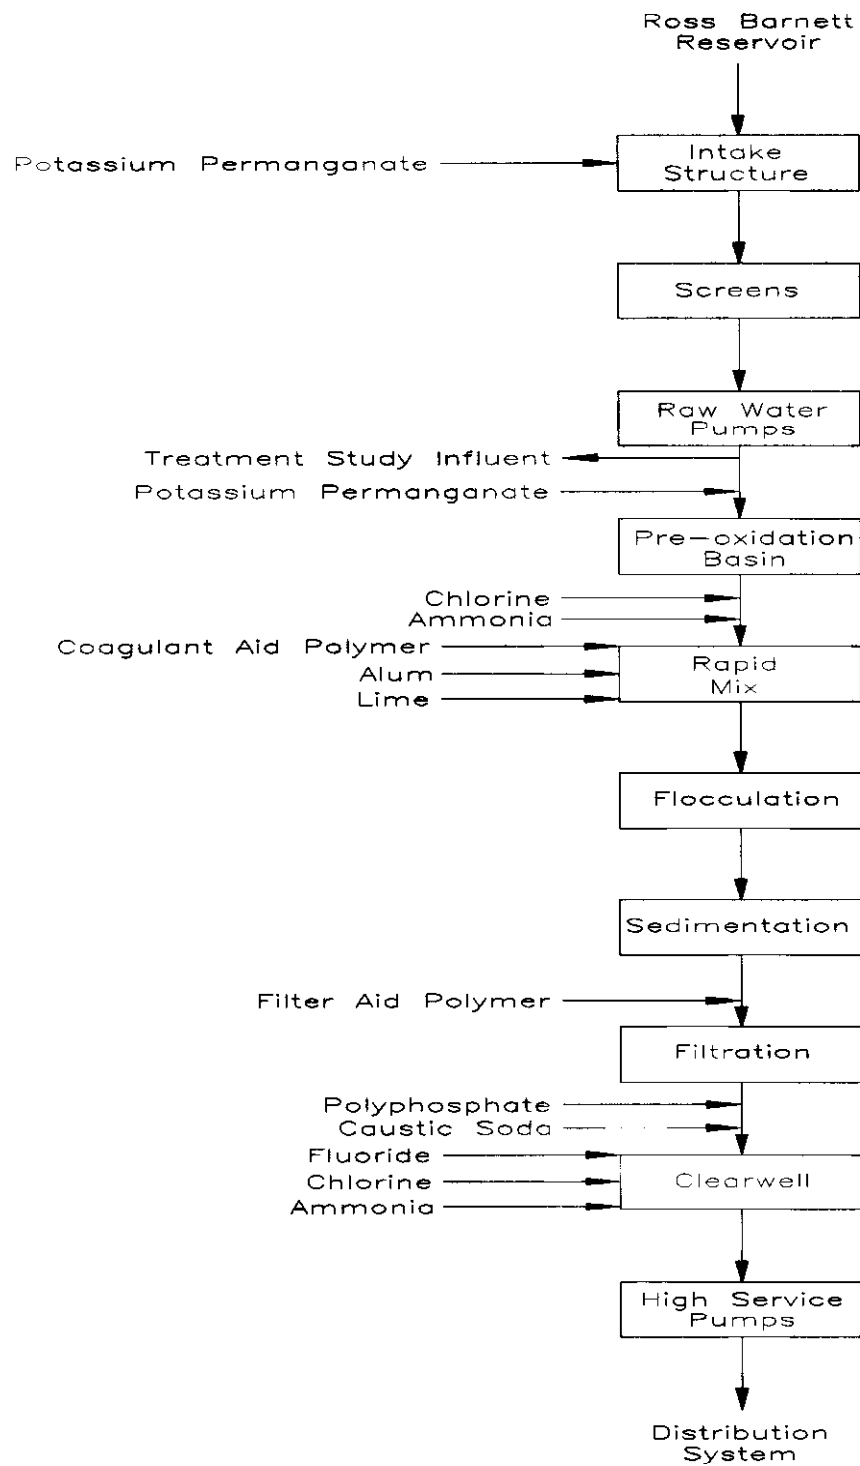 Ross Barnett
Reservoir
Potassium Permanganate
Intake
Structure
Screens
Raw Water
Pumps
Treatment Study Influent
Potassium Permanganate
Pre-oxidation
Basin
Chlorine
Ammonia
Coagulant Aid Polymer
Alum
Lime
Rapid
Mix
Flocculation
Sedimentation
Filter Aid Polymer
Filtration
Polyphosphate
Caustic Soda
Fluoride
Chlorine
Ammonia
Clearwell
High Service
Pumps
Distribution
System